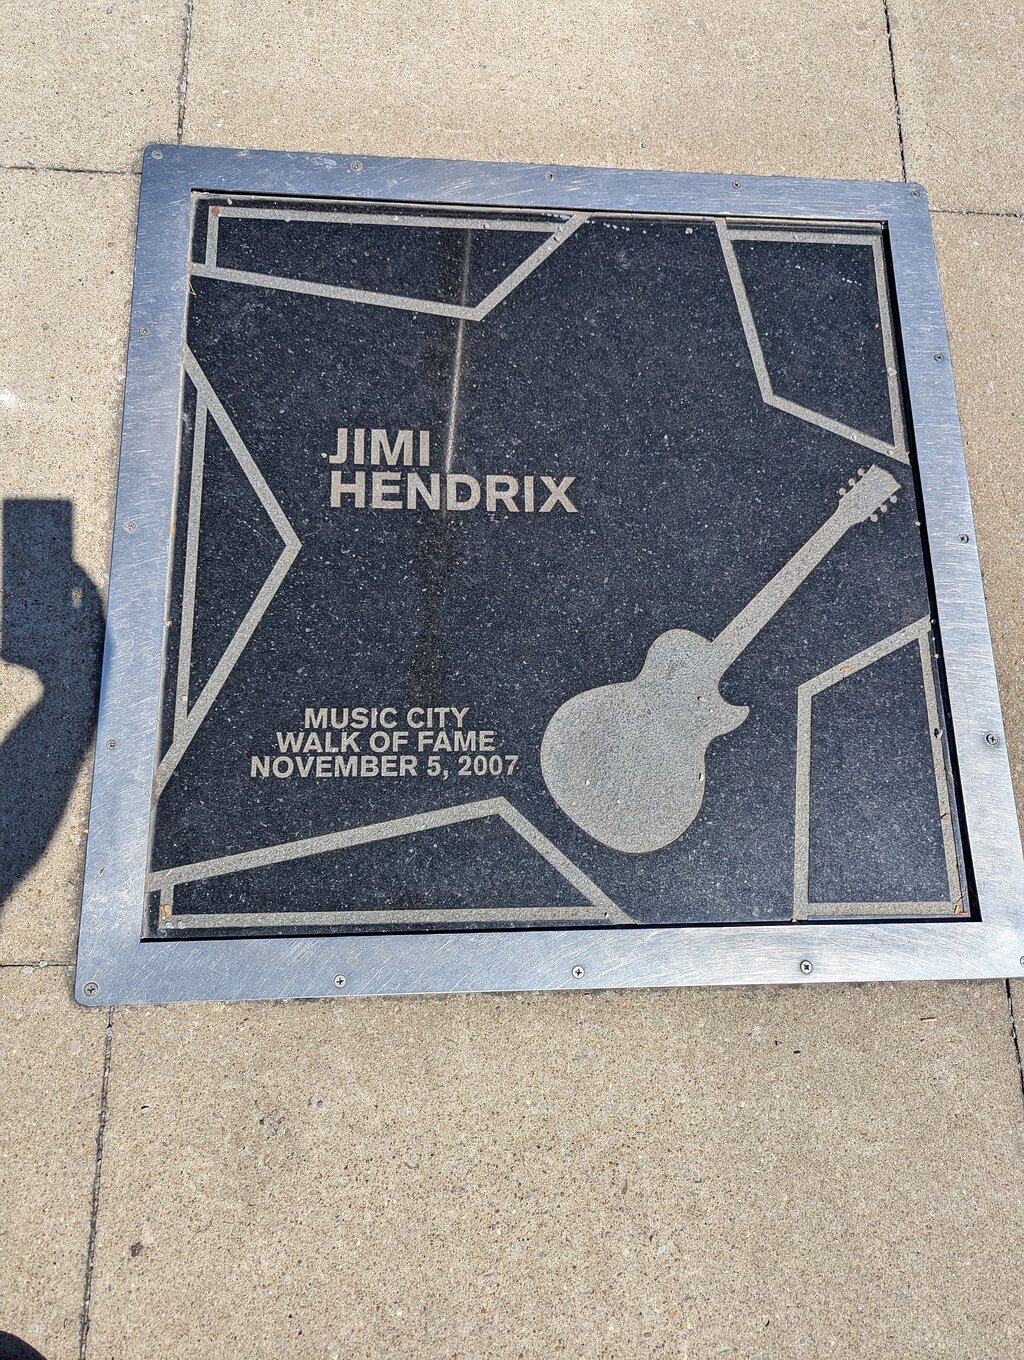 JIMI
HENDRIX
MUSIC CITY
WALK OF FAME
NOVEMBER 5, 2007